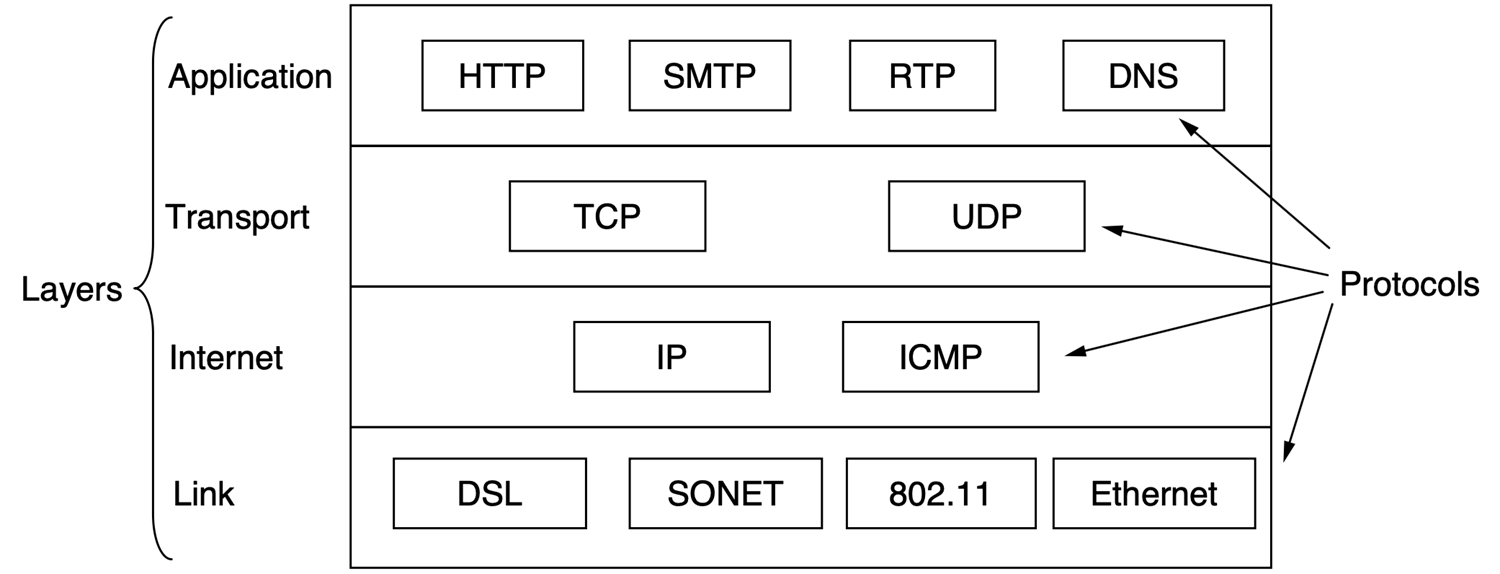 Application
HTTP
SMTP
RTP
DNS
Transport
TCP
UDP
Layers
Protocols
Internet
IP
ICMP
Link
DSL
SONET
802.11
Ethernet